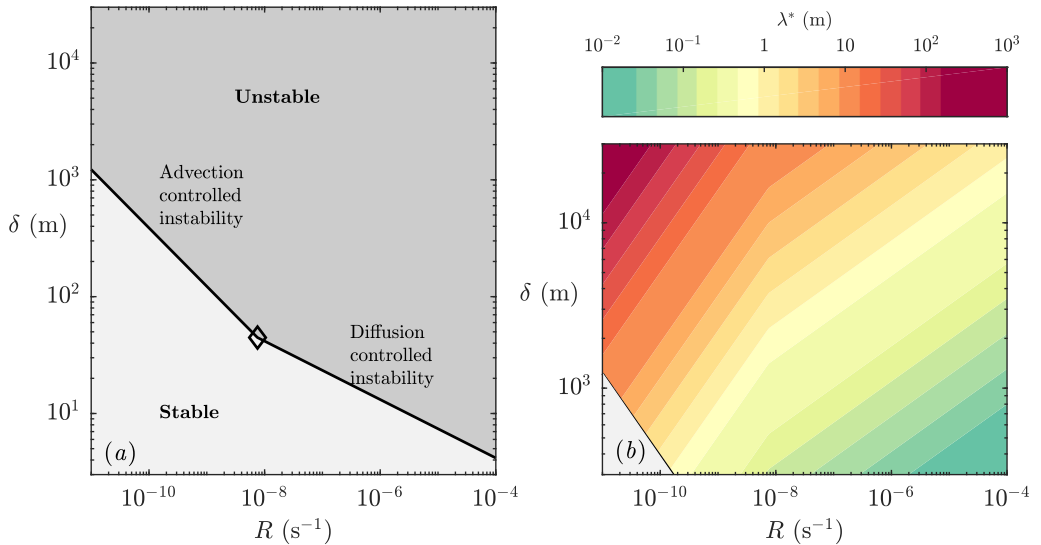 10^4
Unstable
10^3
Advection
controlled
instability
δ (m)
10^2
Diffusion
controlled
instability
10^1
Stable
(a)
10^-10 10^-8 10^-6 10^-4
R (s^-1)
λ* (m)
10^-2 10^-1 1 10 10^2 10^3
10^4
δ (m)
10^3
(b)
10^-10 10^-8 10^-6 10^-4
R (s^-1)